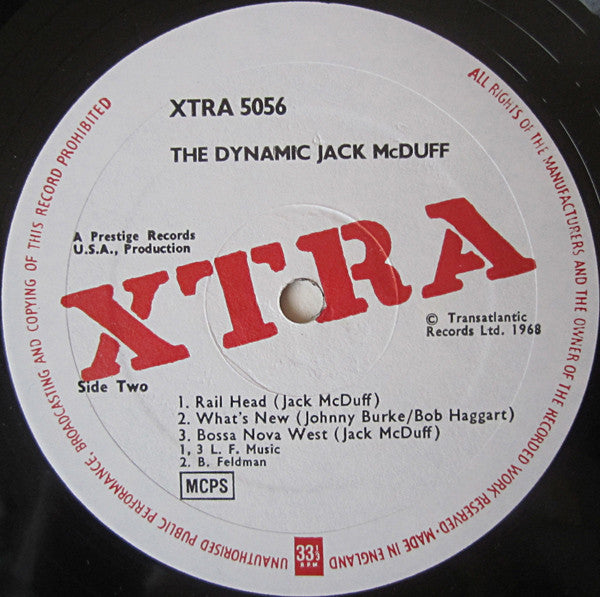 XTRA 5056
THE DYNAMIC JACK McDUFF
A Prestige Records
U.S.A., Production
XTRA
© Transatlantic
Records Ltd. 1968
Side Two
1. Rail Head (Jack McDuff)
2. What's New (Johnny Burke/Bob Haggart)
3. Bossa Nova West (Jack McDuff)
1, 3 L. F. Music
2. B. Feldman
MCPS
33⅓
R.P.M.
ALL RIGHTS OF THE MANUFACTURERS AND THE OWNER OF THE RECORDED WORK RESERVED·MADE IN ENGLAND
UNAUTHORISED PUBLIC PERFORMANCE, BROADCASTING AND COPYING OF THIS RECORD PROHIBITED